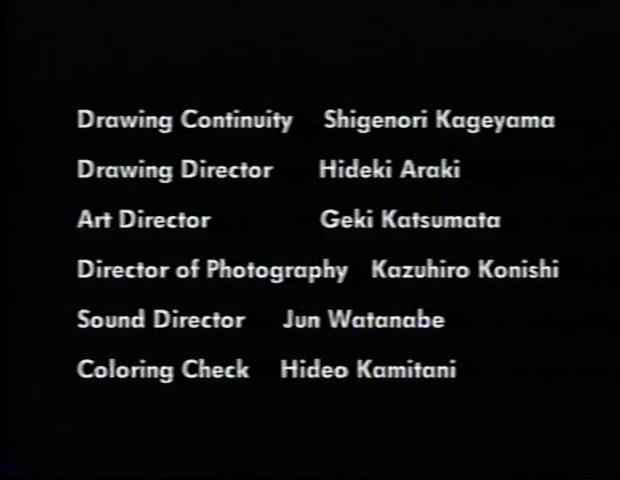 Drawing Continuity Shigenori Kageyama
Drawing Director Hideki Araki
Art Director Geki Katsumata
Director of Photography Kazuhiro Konishi
Sound Director Jun Watanabe
Coloring Check Hideo Kamitani